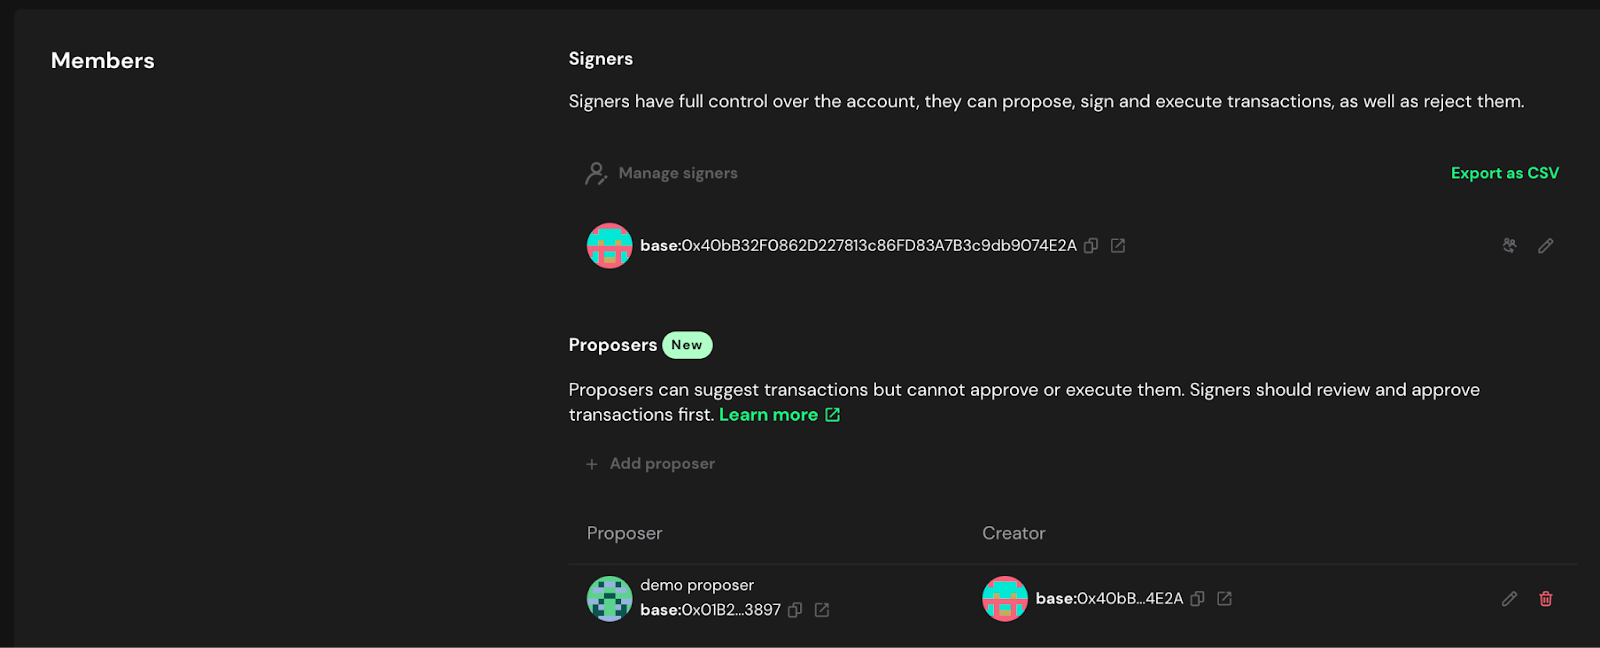 Members
Signers
Signers have full control over the account, they can propose, sign and execute transactions, as well as reject them.
Manage signers
Export as CSV
base:0x40bB32F0862D227813c86FD83A7B3c9db9074E2A
Proposers New
Proposers can suggest transactions but cannot approve or execute them. Signers should review and approve
transactions first. Learn more
+ Add proposer
Proposer
Creator
demo proposer
base:0x01B2...3897
base:0x40bB...4E2A